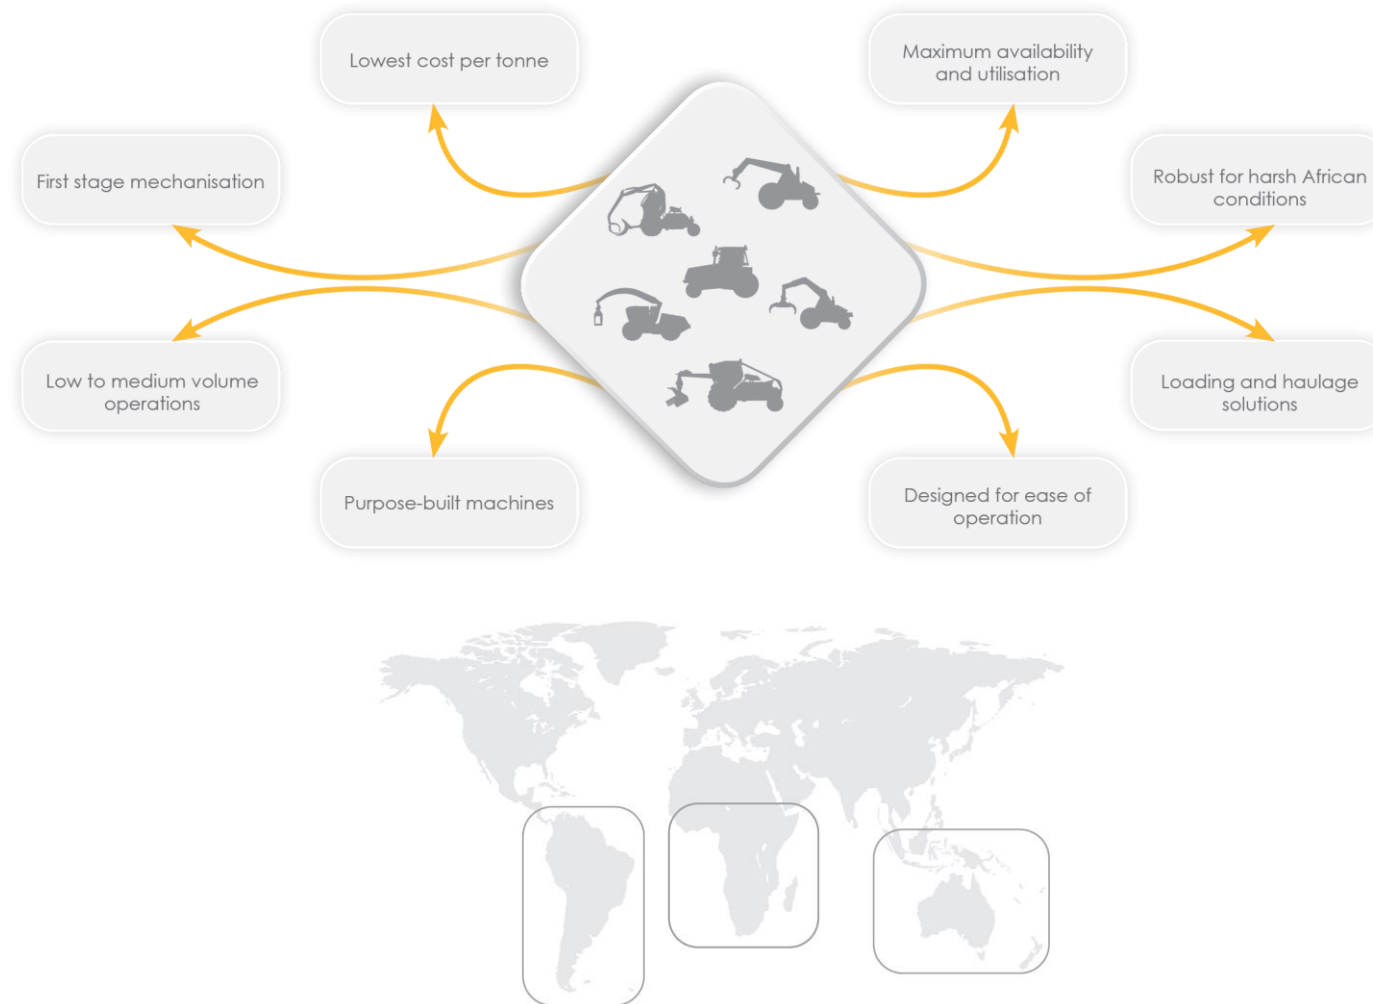 Lowest cost per tonne
Maximum availability
and utilisation
First stage mechanisation
Robust for harsh African
conditions
Low to medium volume
operations
Loading and haulage
solutions
Purpose-built machines
Designed for ease of
operation